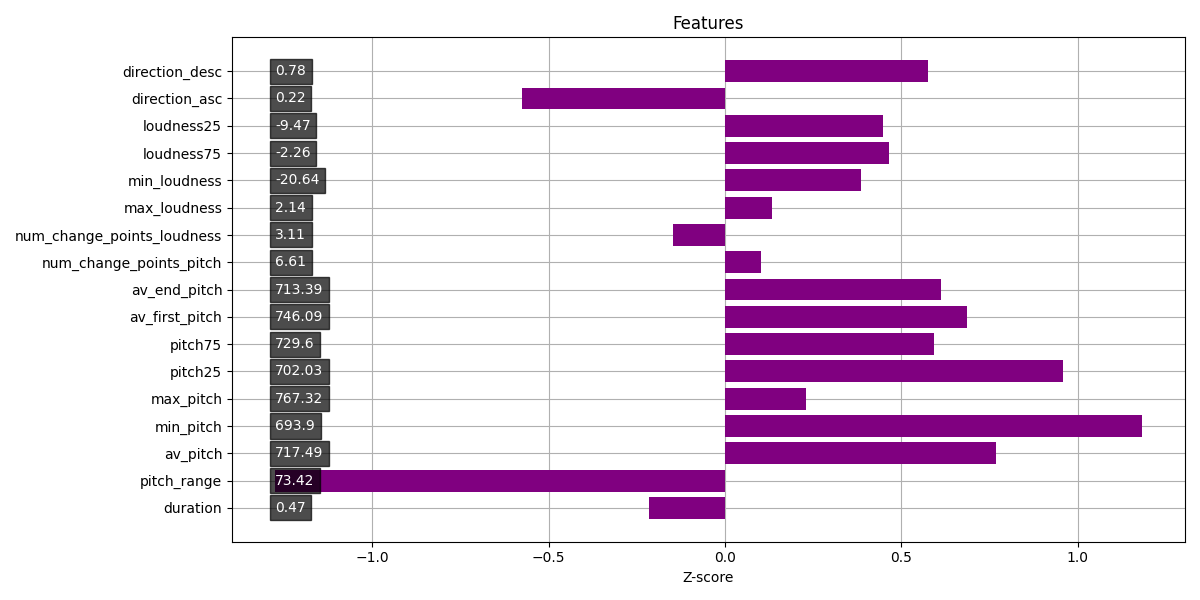 Features
direction_desc 0.78
direction_asc 0.22
loudness25 -9.47
loudness75 -2.26
min_loudness -20.64
max_loudness 2.14
num_change_points_loudness 3.11
num_change_points_pitch 6.61
av_end_pitch 713.39
av_first_pitch 746.09
pitch75 729.6
pitch25 702.03
max_pitch 767.32
min_pitch 693.9
av_pitch 717.49
pitch_range 73.42
duration 0.47
−1.0 −0.5 0.0 0.5 1.0
Z-score